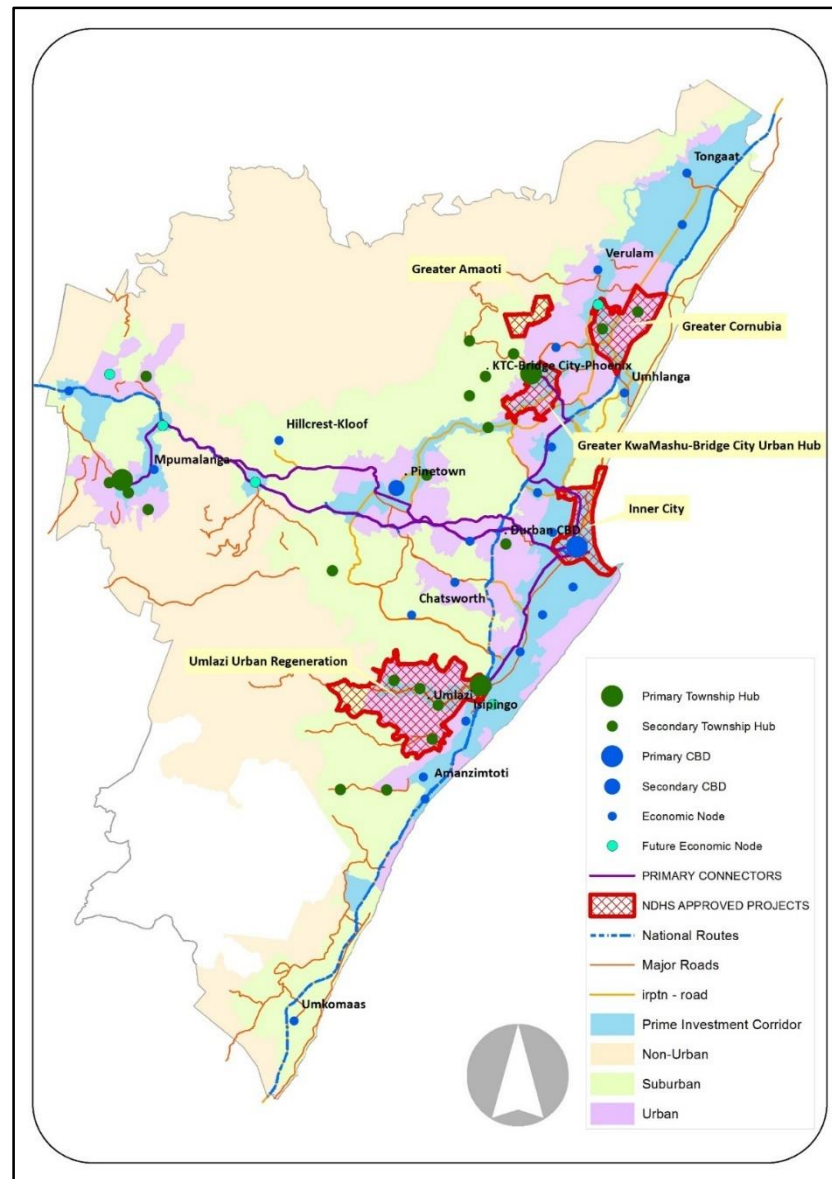 Tongaat
Verulam
Greater Amaoti
Greater Cornubia
. KTC-Bridge City-Phoenix
Umhlanga
Hillcrest-Kloof
Greater KwaMashu-Bridge City Urban Hub
Mpumalanga
. Pinetown
Inner City
. Durban CBD
Chatsworth
Umlazi Urban Regeneration
. Umlazi
Isipingo
Amanzimtoti
Umkomaas
Primary Township Hub
Secondary Township Hub
Primary CBD
Secondary CBD
Economic Node
Future Economic Node
PRIMARY CONNECTORS
NDHS APPROVED PROJECTS
National Routes
Major Roads
irptn - road
Prime Investment Corridor
Non-Urban
Suburban
Urban